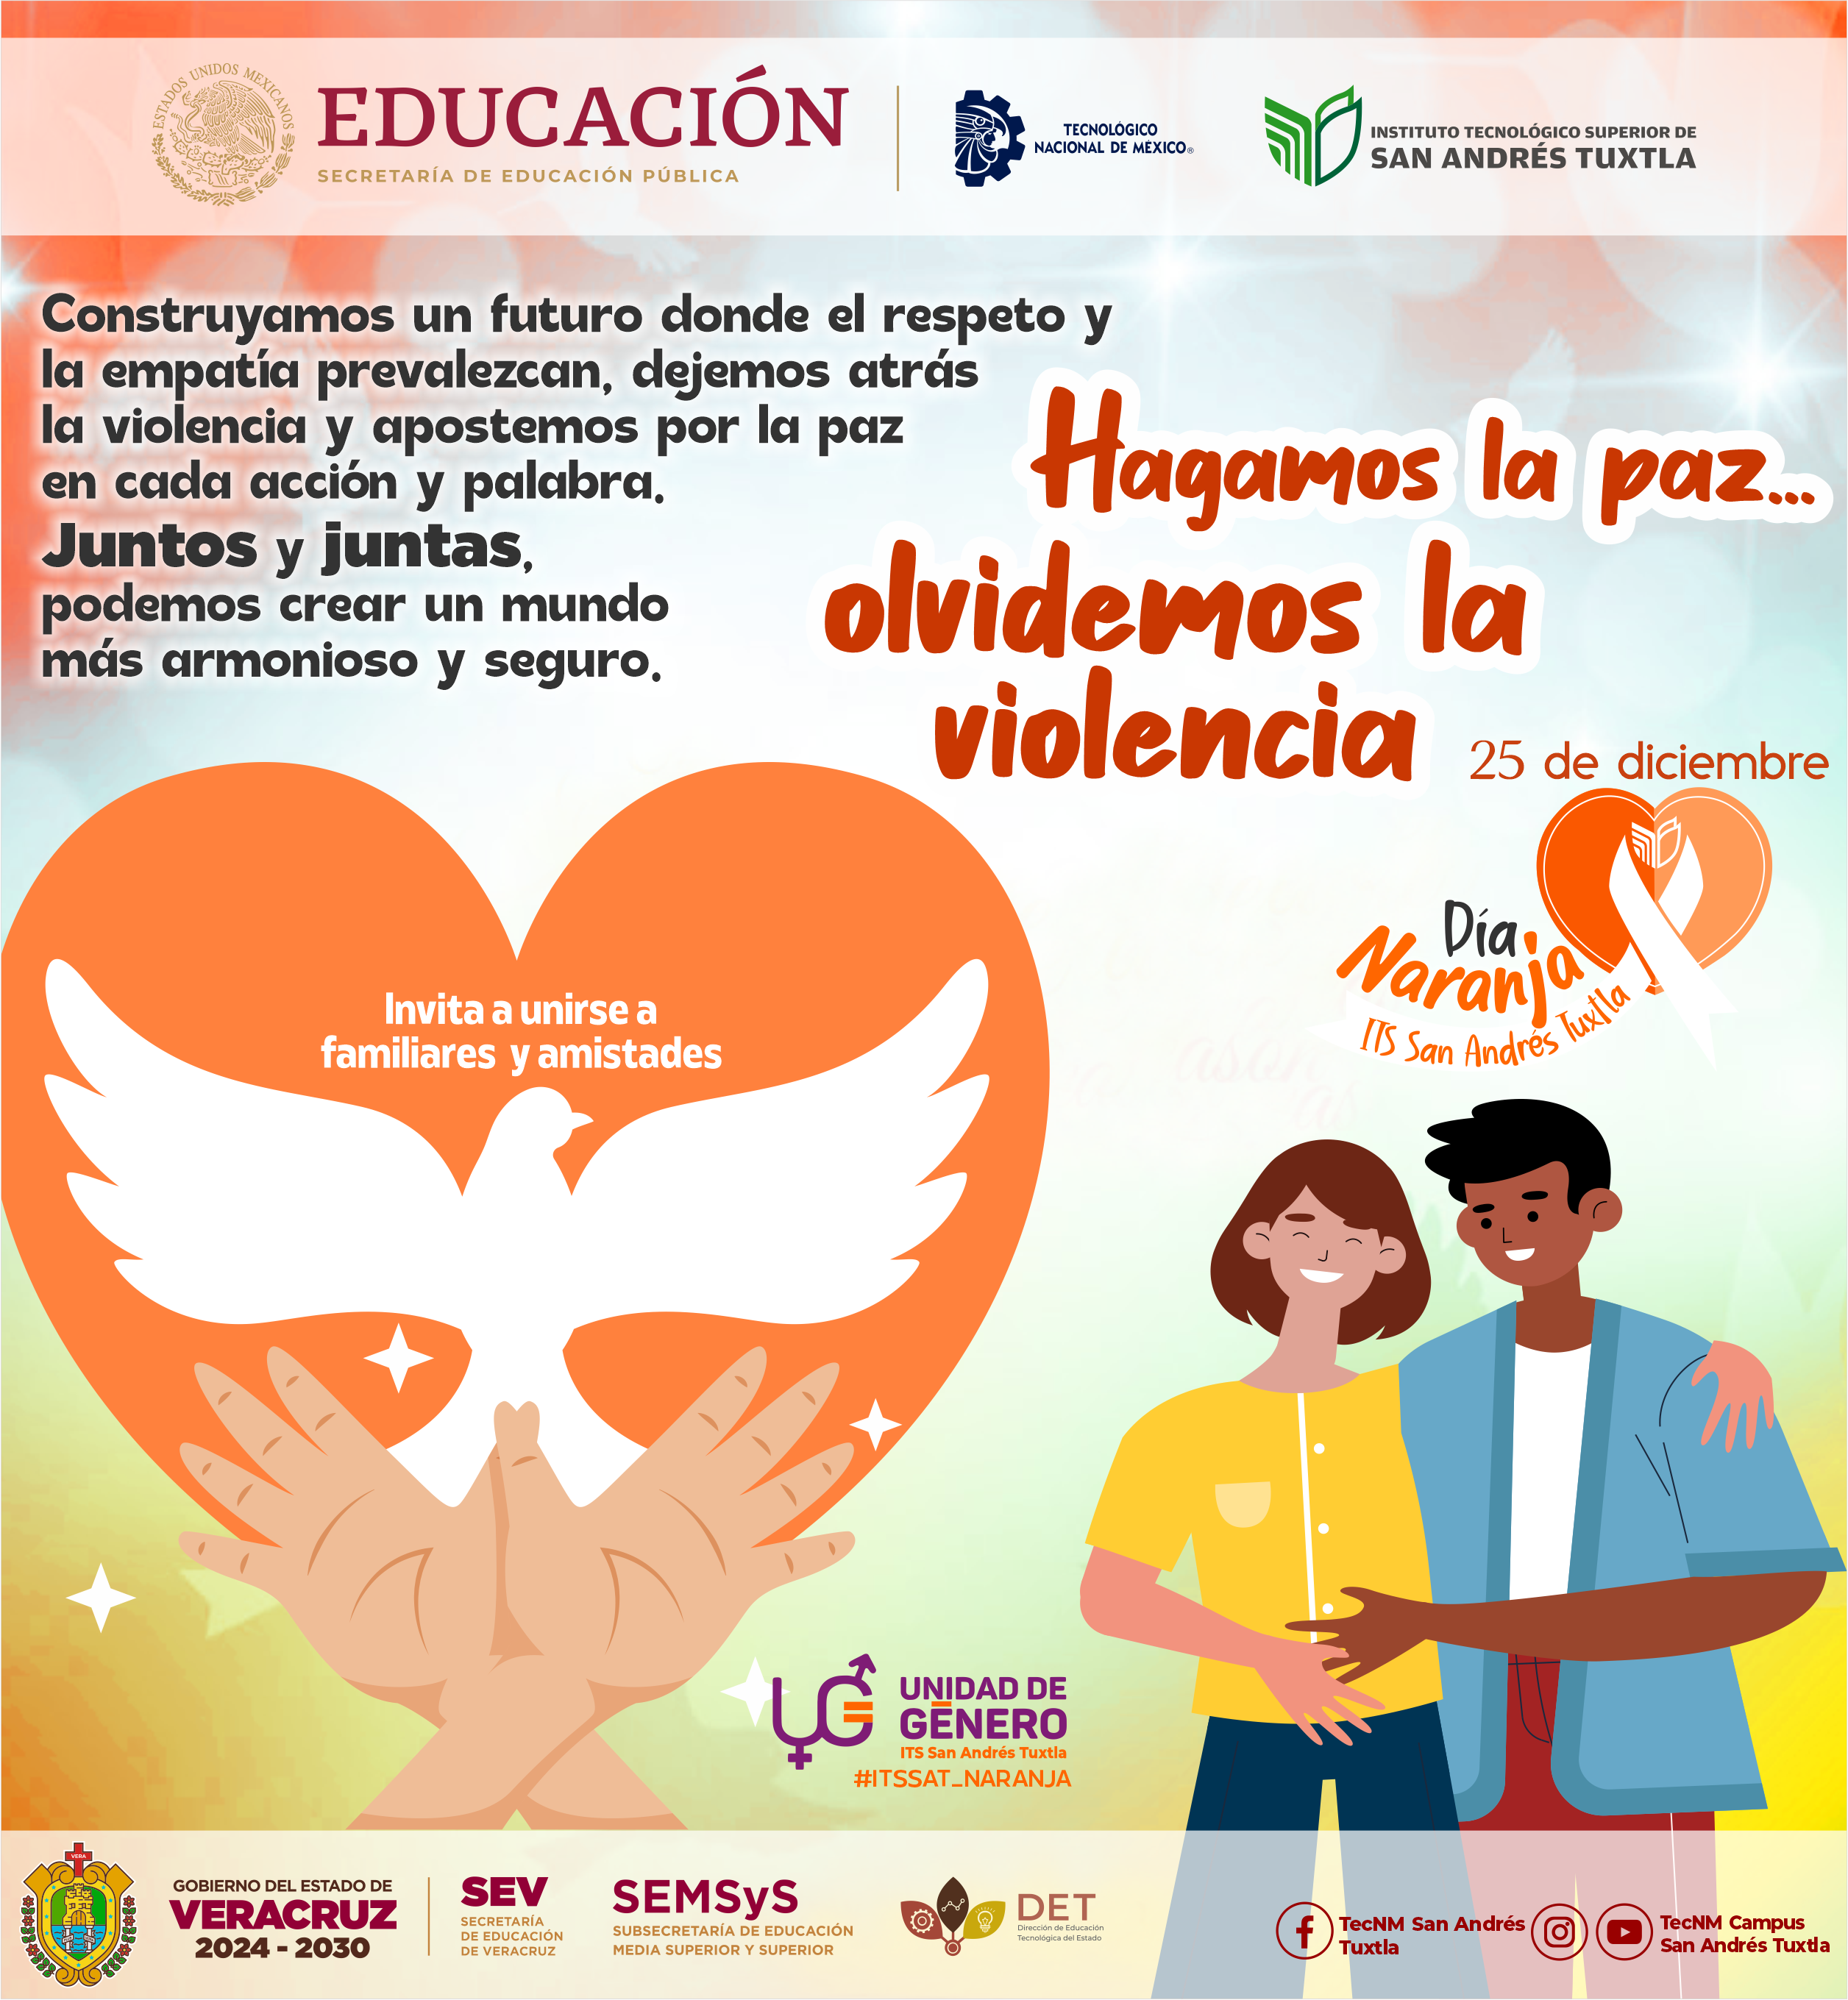 ESTADOS UNIDOS MEXICANOS
EDUCACIÓN
SECRETARÍA DE EDUCACIÓN PÚBLICA
TECNOLÓGICO
NACIONAL DE MÉXICO®
INSTITUTO TECNOLÓGICO SUPERIOR DE
SAN ANDRÉS TUXTLA
Construyamos un futuro donde el respeto y
la empatía prevalezcan, dejemos atrás
la violencia y apostemos por la paz
en cada acción y palabra.
Juntos y juntas,
podemos crear un mundo
más armonioso y seguro.
Hagamos la paz...
olvidemos la
violencia
25 de diciembre
Día
Naranja
ITS San Andrés Tuxtla
Invita a unirse a
familiares y amistades
UG
UNIDAD DE
GÉNERO
ITS San Andrés Tuxtla
#ITSSAT_NARANJA
VERA
GOBIERNO DEL ESTADO DE
VERACRUZ
2024 - 2030
SEV
SECRETARÍA
DE EDUCACIÓN
DE VERACRUZ
SEMSyS
SUBSECRETARÍA DE EDUCACIÓN
MEDIA SUPERIOR Y SUPERIOR
DET
Dirección de Educación
Tecnológica del Estado
TecNM San Andrés
Tuxtla
TecNM Campus
San Andrés Tuxtla